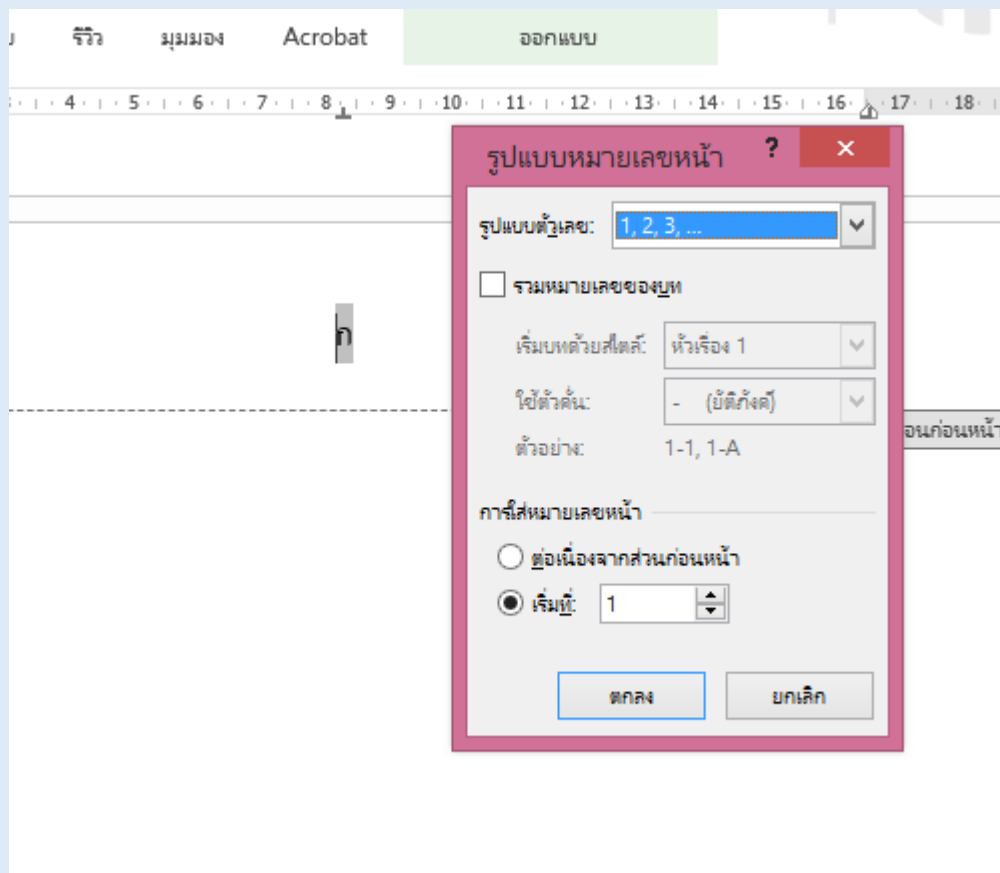 รีวิว มุมมอง Acrobat ออกแบบ
4 5 6 7 8 9 10 11 12 13 14 15 16 17 18
รูปแบบหมายเลขหน้า ? ×
รูปแบบตัวเลข: 1, 2, 3, ...
รวมหมายเลขของบท
ก
เริ่มบทด้วยสไตล์: หัวเรื่อง 1
ใช้ตัวคั่น: - (ยัติภังค์)
อนก่อนหน้า
ตัวอย่าง: 1-1, 1-A
การใส่หมายเลขหน้า
ต่อเนื่องจากส่วนก่อนหน้า
เริ่มที่: 1
ตกลง ยกเลิก